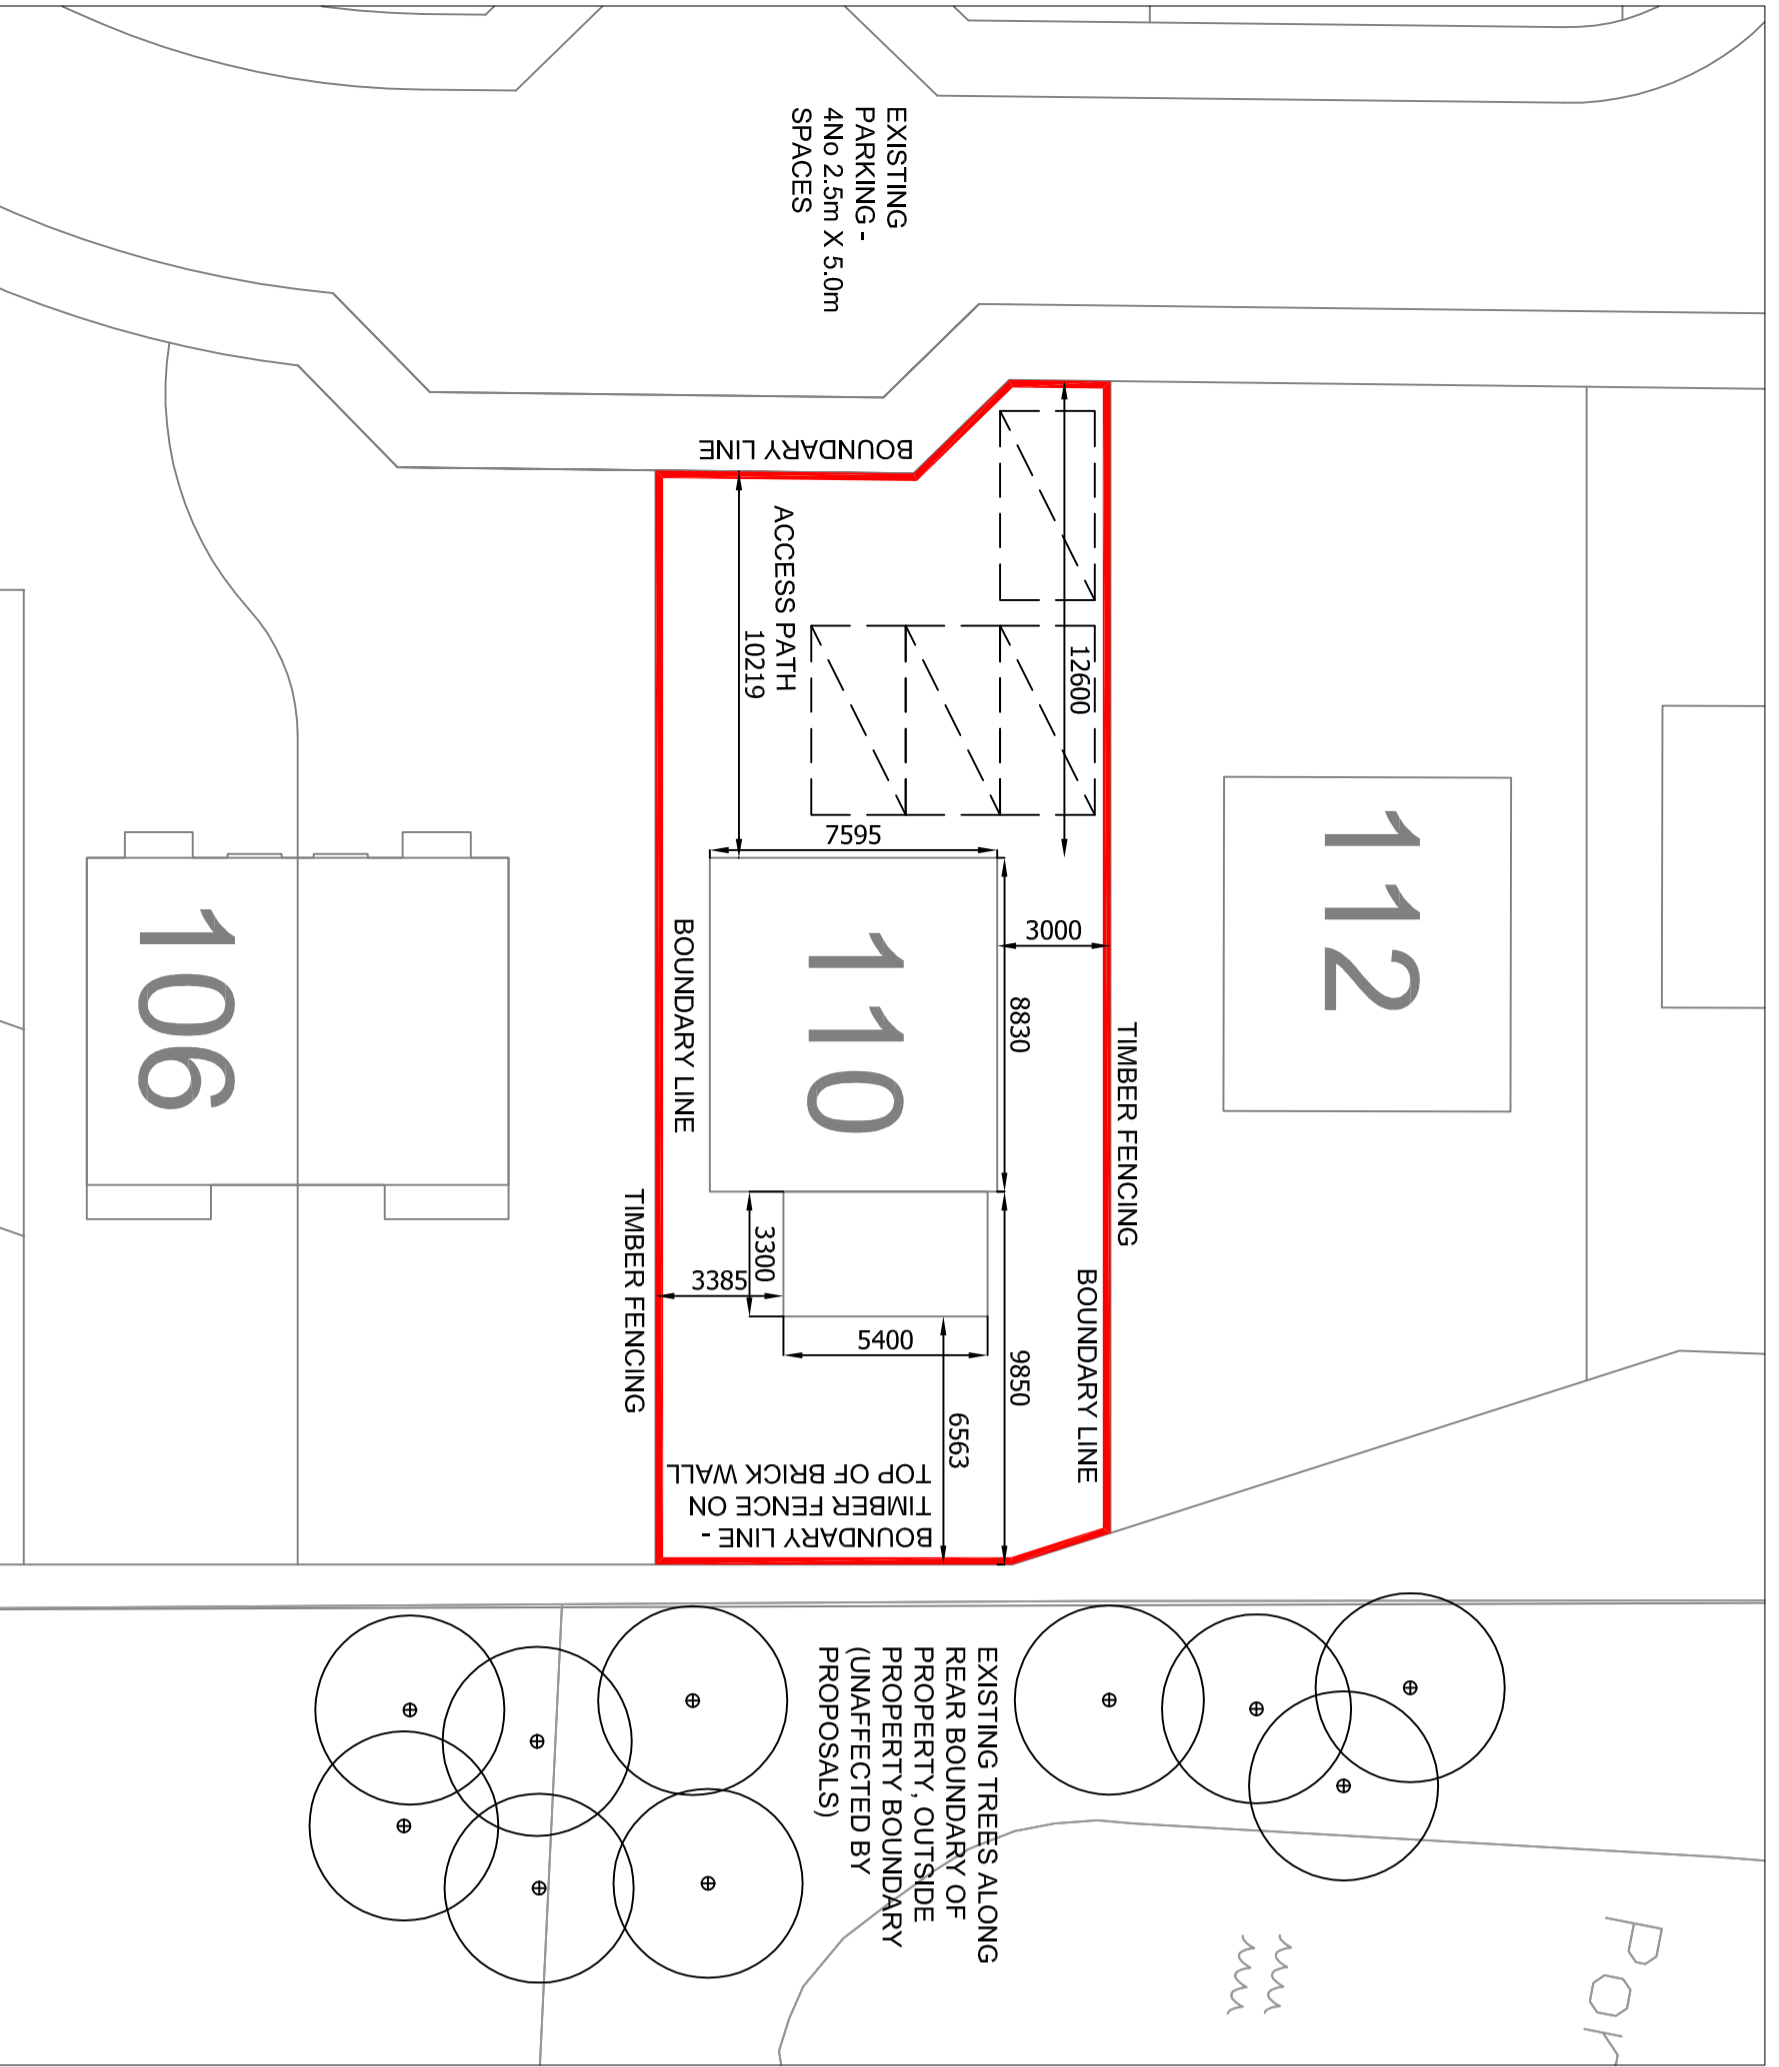 EXISTING
PARKING -
4No 2.5m X 5.0m
SPACES
BOUNDARY LINE
ACCESS PATH
10219
12600
7595
3000
8830
110
112
106
BOUNDARY LINE
TIMBER FENCING
TIMBER FENCING
BOUNDARY LINE
3300
3385
5400
9850
6563
BOUNDARY LINE -
TIMBER FENCE ON
TOP OF BRICK WALL
EXISTING TREES ALONG
REAR BOUNDARY OF
PROPERTY, OUTSIDE
PROPERTY BOUNDARY
(UNAFFECTED BY
PROPOSALS)